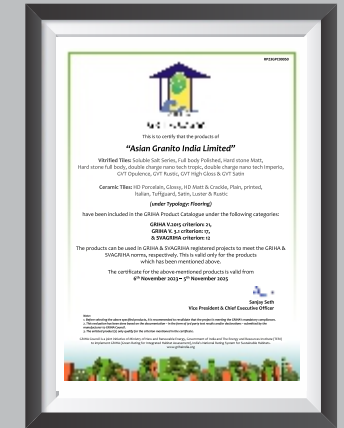 This is to certify that the products of
"Asian Granito India Limited"
Vitrified Tiles: Soluble Salt Series, Full body Polished, Hard stone Matt,
Hard stone full body, double charge nano tech tropic, double charge nano tech Imperio,
GVT Opulence, GVT Rustic, GVT High Gloss & GVT Satin
Ceramic Tiles: HD Porcelain, Glossy, HD Matt & Crackle, Plain, printed,
Italian, Tuffguard, Satin, Luster & Rustic
(under Typology: Flooring)
have been included in the GRIHA Product Catalogue under the following categories:
GRIHA V.2015 criterion: 21,
GRIHA V. 3.1 criterion: 17,
& SVAGRIHA criterion: 12
The products can be used in GRIHA & SVAGRIHA registered projects to meet the GRIHA &
SVAGRIHA norms, respectively. This is valid only for the products
which has been mentioned above.
The certificate for the above-mentioned products is valid from
6th November 2023 – 5th November 2025
Sanjay Seth
Vice President & Chief Executive Officer
Note: